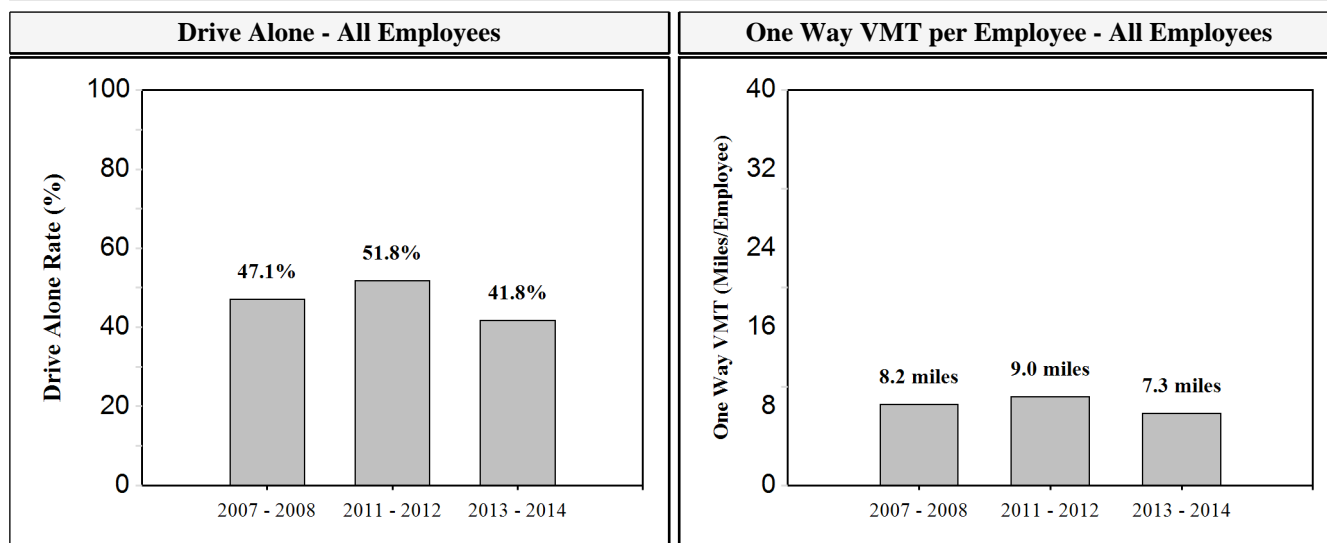 Drive Alone - All Employees
One Way VMT per Employee - All Employees
Drive Alone Rate (%)
100
80
60
40
20
0
47.1%
51.8%
41.8%
2007 - 2008
2011 - 2012
2013 - 2014
One Way VMT (Miles/Employee)
40
32
24
16
8
0
8.2 miles
9.0 miles
7.3 miles
2007 - 2008
2011 - 2012
2013 - 2014